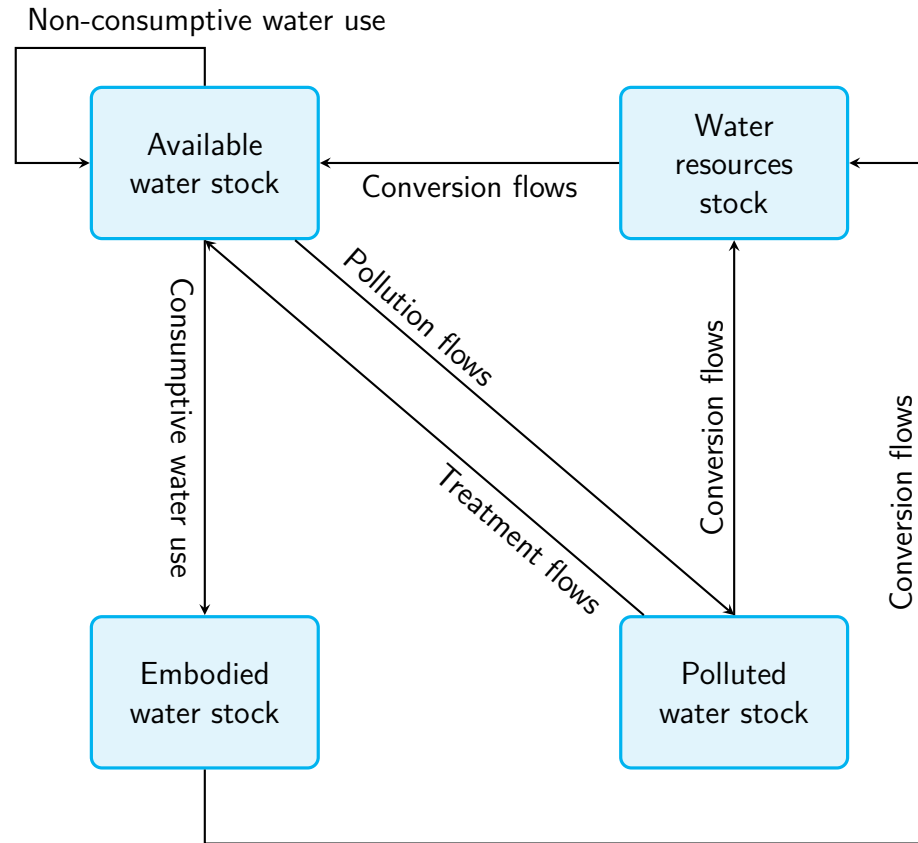 Non-consumptive water use
Available
water stock
Water
resources
stock
Conversion flows
Pollution flows
Consumptive water use
Treatment flows
Conversion flows
Conversion flows
Embodied
water stock
Polluted
water stock